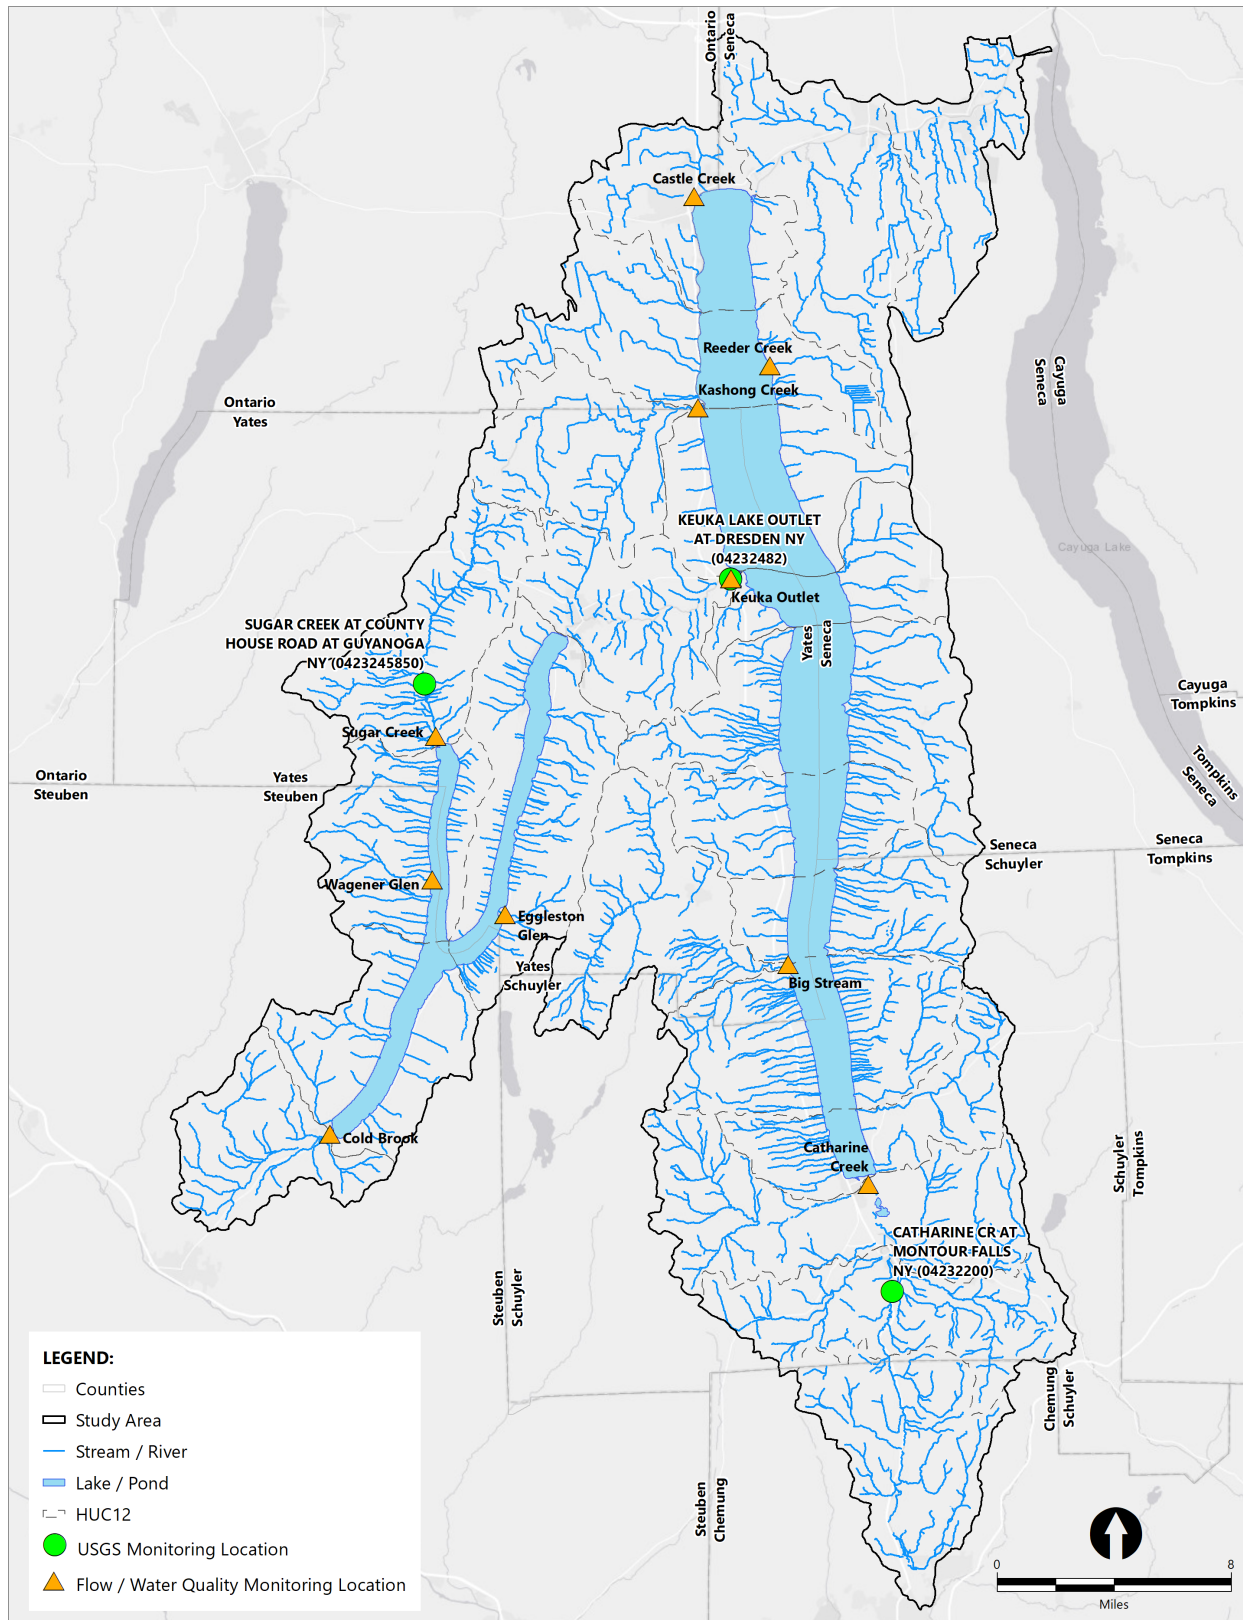 Ontario
Seneca
Castle Creek
Reeder Creek
Kashong Creek
Cayuga
Seneca
Ontario
Yates
KEUKA LAKE OUTLET
AT DRESDEN NY
(04232482)
Keuka Outlet
Cayuga Lake
SUGAR CREEK AT COUNTY
HOUSE ROAD AT GUYANOGA
NY (0423245850)
Yates
Seneca
Cayuga
Tompkins
Sugar Creek
Ontario
Steuben
Yates
Steuben
Tompkins
Seneca
Seneca
Schuyler
Seneca
Tompkins
Wagener Glen
Eggleston
Glen
Yates
Schuyler
Big Stream
Cold Brook
Catharine
Creek
Schuyler
Tompkins
CATHARINE CR AT
MONTOUR FALLS
NY (04232200)
Steuben
Schuyler
Chemung
Schuyler
Steuben
Chemung
LEGEND:
Counties
Study Area
Stream / River
Lake / Pond
HUC12
USGS Monitoring Location
Flow / Water Quality Monitoring Location
0 8
Miles